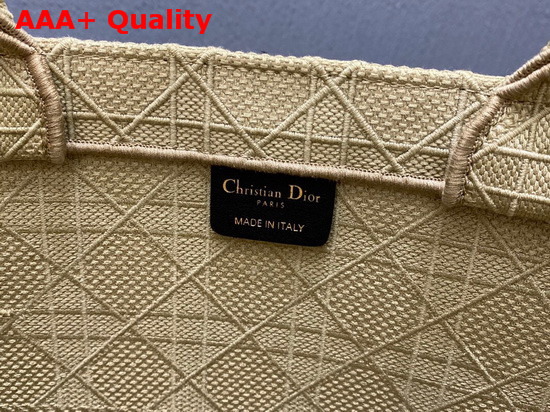 AAA+ Quality
Christian Dior
PARIS
MADE IN ITALY